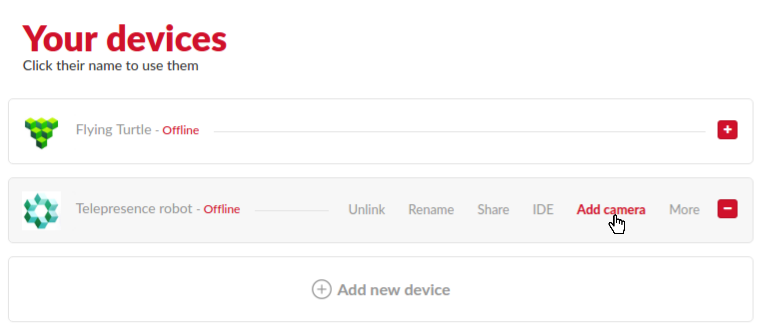 Your devices
Click their name to use them
Flying Turtle - Offline
Telepresence robot - Offline Unlink Rename Share IDE Add camera More
Add new device